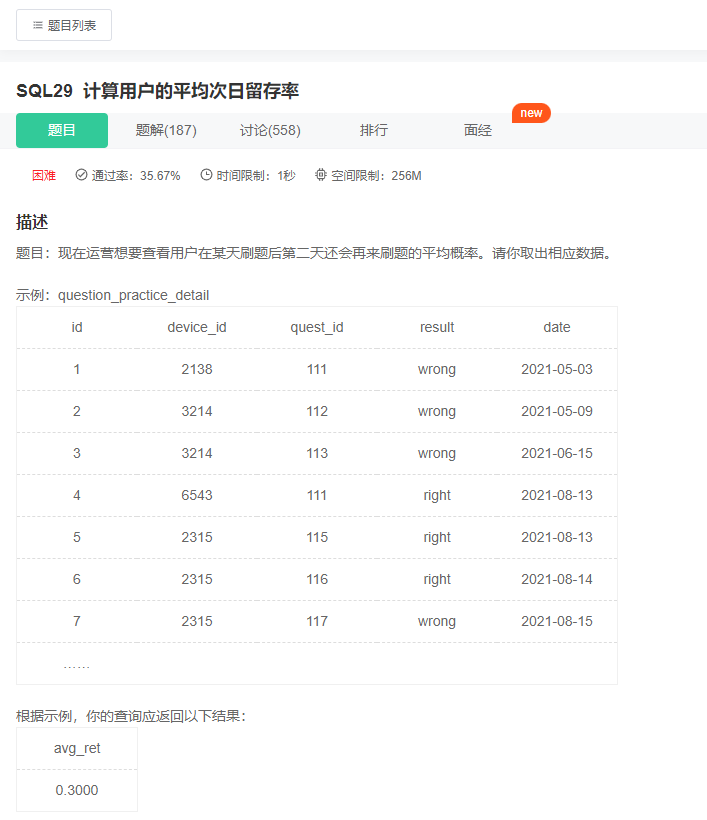 题目列表
SQL29 计算用户的平均次日留存率
题目 题解(187) 讨论(558) 排行 面经 new
困难 通过率：35.67% 时间限制：1秒 空间限制：256M
描述
题目：现在运营想要查看用户在某天刷题后第二天还会再来刷题的平均概率。请你取出相应数据。
示例：question_practice_detail
id device_id quest_id result date
1 2138 111 wrong 2021-05-03
2 3214 112 wrong 2021-05-09
3 3214 113 wrong 2021-06-15
4 6543 111 right 2021-08-13
5 2315 115 right 2021-08-13
6 2315 116 right 2021-08-14
7 2315 117 wrong 2021-08-15
……
根据示例，你的查询应返回以下结果：
avg_ret
0.3000